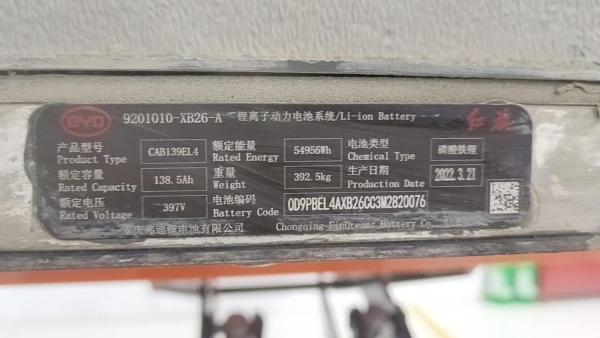 BYD 9201010-XB26-A 锂离子动力电池系统/Li-ion Battery 红旗
产品型号 CAB139EL4 额定能量 54956Wh 电池类型 磷酸铁锂
Product Type Rated Energy Chemical Type
额定容量 138.5Ah 重量 392.5kg 生产日期 2022.3.21
Rated Capacity Weight Production Date
额定电压 397V 电池编码 0D9PBEL4AXB26CC3M2820076
Rated Voltage Battery Code
重庆弗迪锂电池有限公司 Chongqing FinDreams Battery Co.